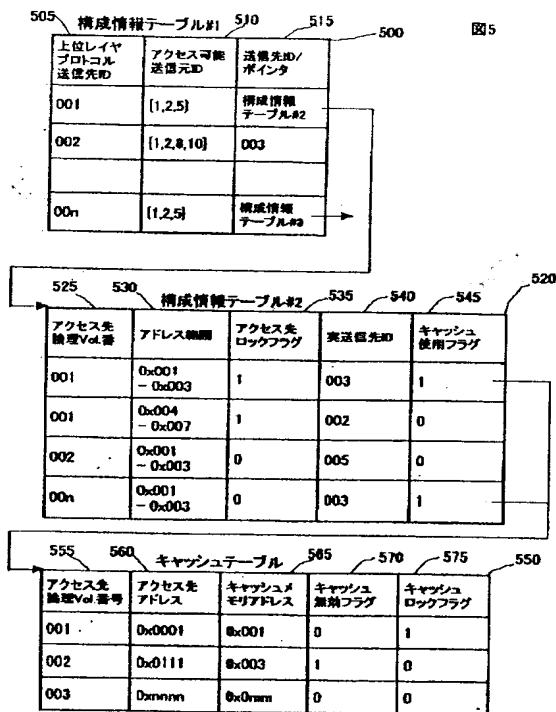 図5
構成情報テーブル#1
505
510
515
500
上位レイヤ
プロトコル
送信先ID
アクセス可能
送信元ID
送信先ID/
ポインタ
001
{1,2,5}
構成情報
テーブル#2
002
{1,2,8,10}
003
00n
{1,2,5}
構成情報
テーブル#3
構成情報テーブル#2
525
530
535
540
545
520
アクセス先
論理Vol.番
アドレス範囲
アクセス先
ロックフラグ
実送信先ID
キャッシュ
使用フラグ
001
0x001
– 0x003
1
003
1
001
0x004
– 0x007
1
002
0
002
0x001
– 0x003
0
005
0
00n
0x001
– 0x003
0
003
1
キャッシュテーブル
555
560
565
570
575
550
アクセス先
論理Vol.番号
アクセス先
アドレス
キャッシュメ
モリアドレス
キャッシュ
無効フラグ
キャッシュ
ロックフラグ
001
0x0001
0x001
0
1
002
0x0111
0x003
1
0
003
0xnnnn
0x0mm
0
0